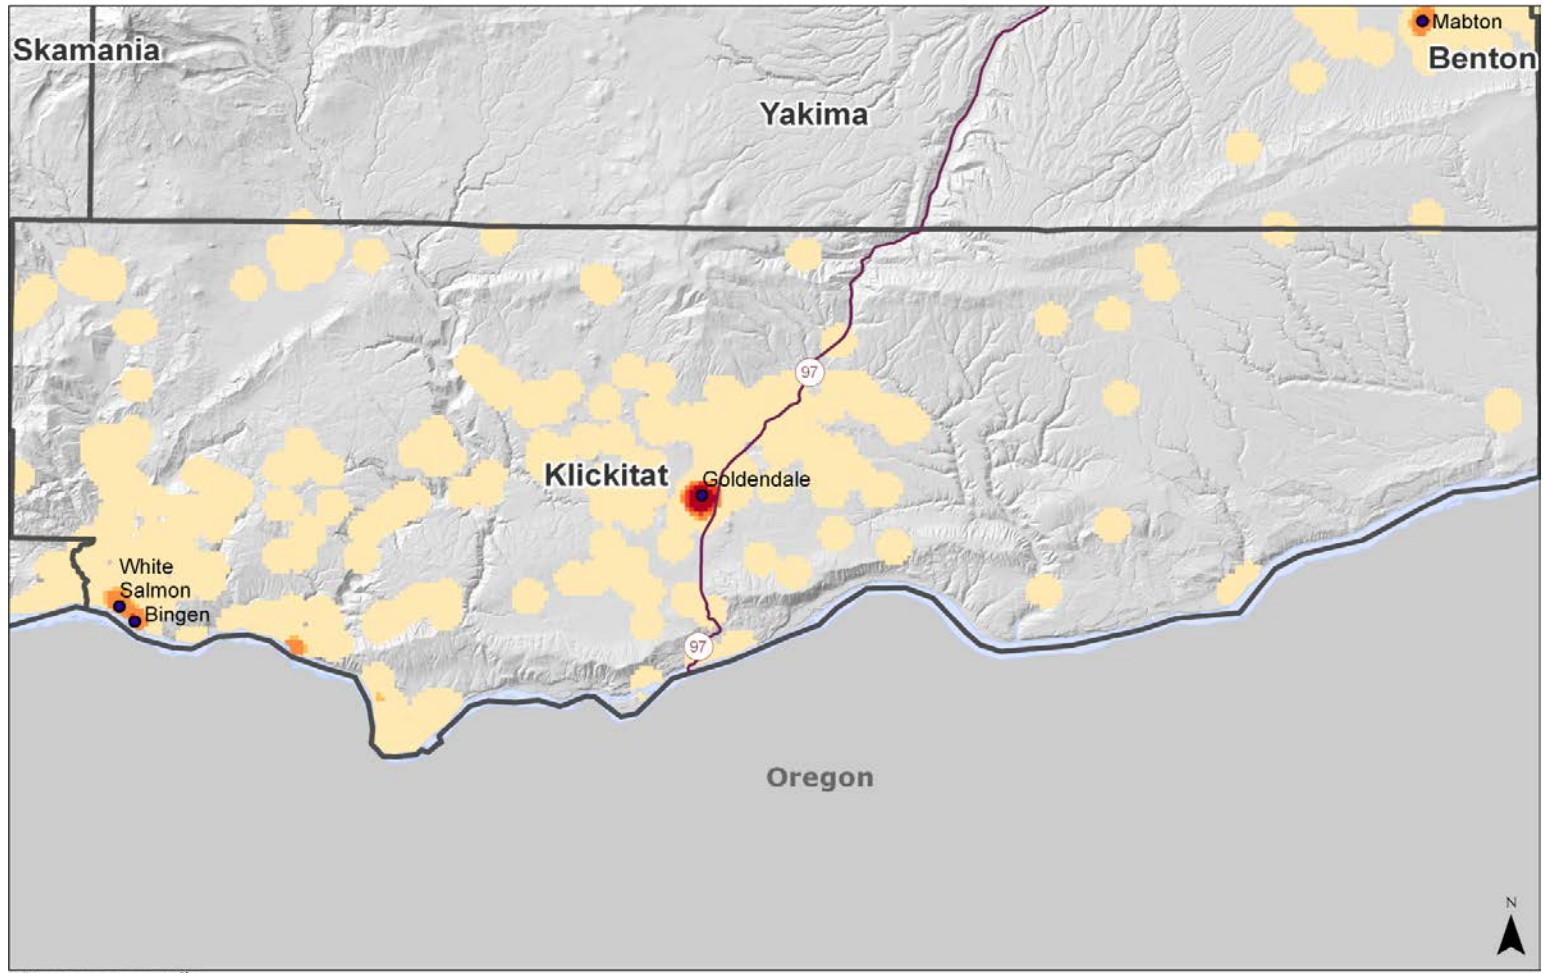 Mabton
Skamania
Benton
Yakima
97
Goldendale
Klickitat
White
Salmon
Bingen
97
Oregon
N